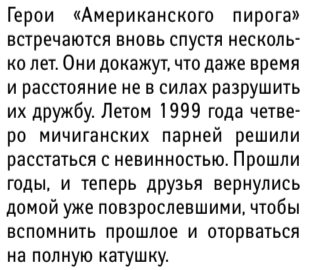 Герои «Американского пирога»
встречаются вновь спустя несколь-
ко лет. Они докажут, что даже время
и расстояние не в силах разрушить
их дружбу. Летом 1999 года четве-
ро мичиганских парней решили
расстаться с невинностью. Прошли
годы, и теперь друзья вернулись
домой уже повзрослевшими, чтобы
вспомнить прошлое и оторваться
на полную катушку.